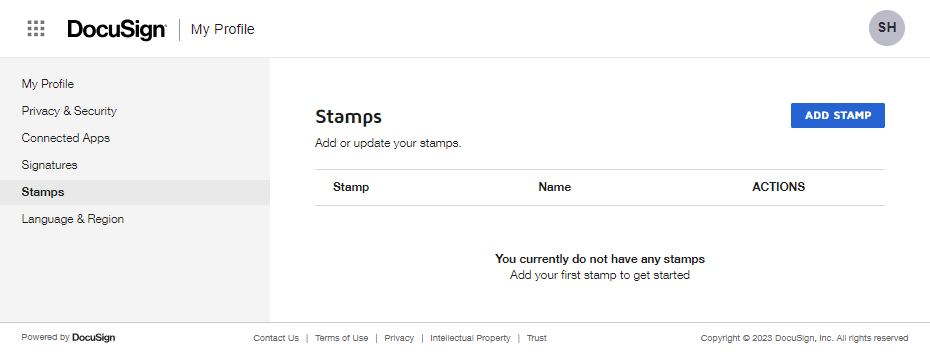 DocuSign | My Profile
SH
My Profile
Privacy & Security
Connected Apps
Signatures
Stamps
Language & Region
Stamps
ADD STAMP
Add or update your stamps.
Stamp Name ACTIONS
You currently do not have any stamps
Add your first stamp to get started
Powered by DocuSign
Contact Us | Terms of Use | Privacy | Intellectual Property | Trust
Copyright © 2023 DocuSign, Inc. All rights reserved